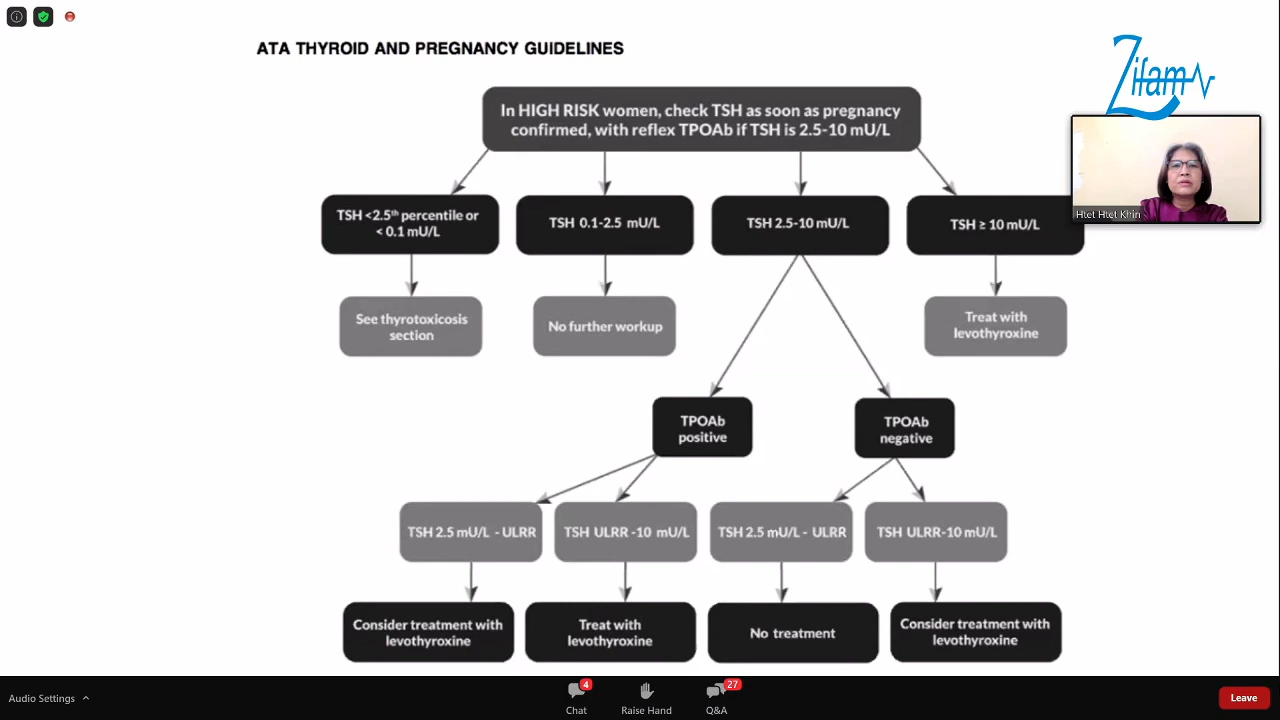 ATA THYROID AND PREGNANCY GUIDELINES
Zifam
In HIGH RISK women, check TSH as soon as pregnancy
confirmed, with reflex TPOAb if TSH is 2.5-10 mU/L
Htet Htet Khin
TSH <2.5th percentile or
< 0.1 mU/L
TSH 0.1-2.5 mU/L
TSH 2.5-10 mU/L
TSH ≥ 10 mU/L
See thyrotoxicosis
section
No further workup
Treat with
levothyroxine
TPOAb
positive
TPOAb
negative
TSH 2.5 mU/L - ULRR
TSH ULRR -10 mU/L
TSH 2.5 mU/L - ULRR
TSH ULRR-10 mU/L
Consider treatment with
levothyroxine
Treat with
levothyroxine
No treatment
Consider treatment with
levothyroxine
Audio Settings
4
Chat
Raise Hand
27
Q&A
Leave